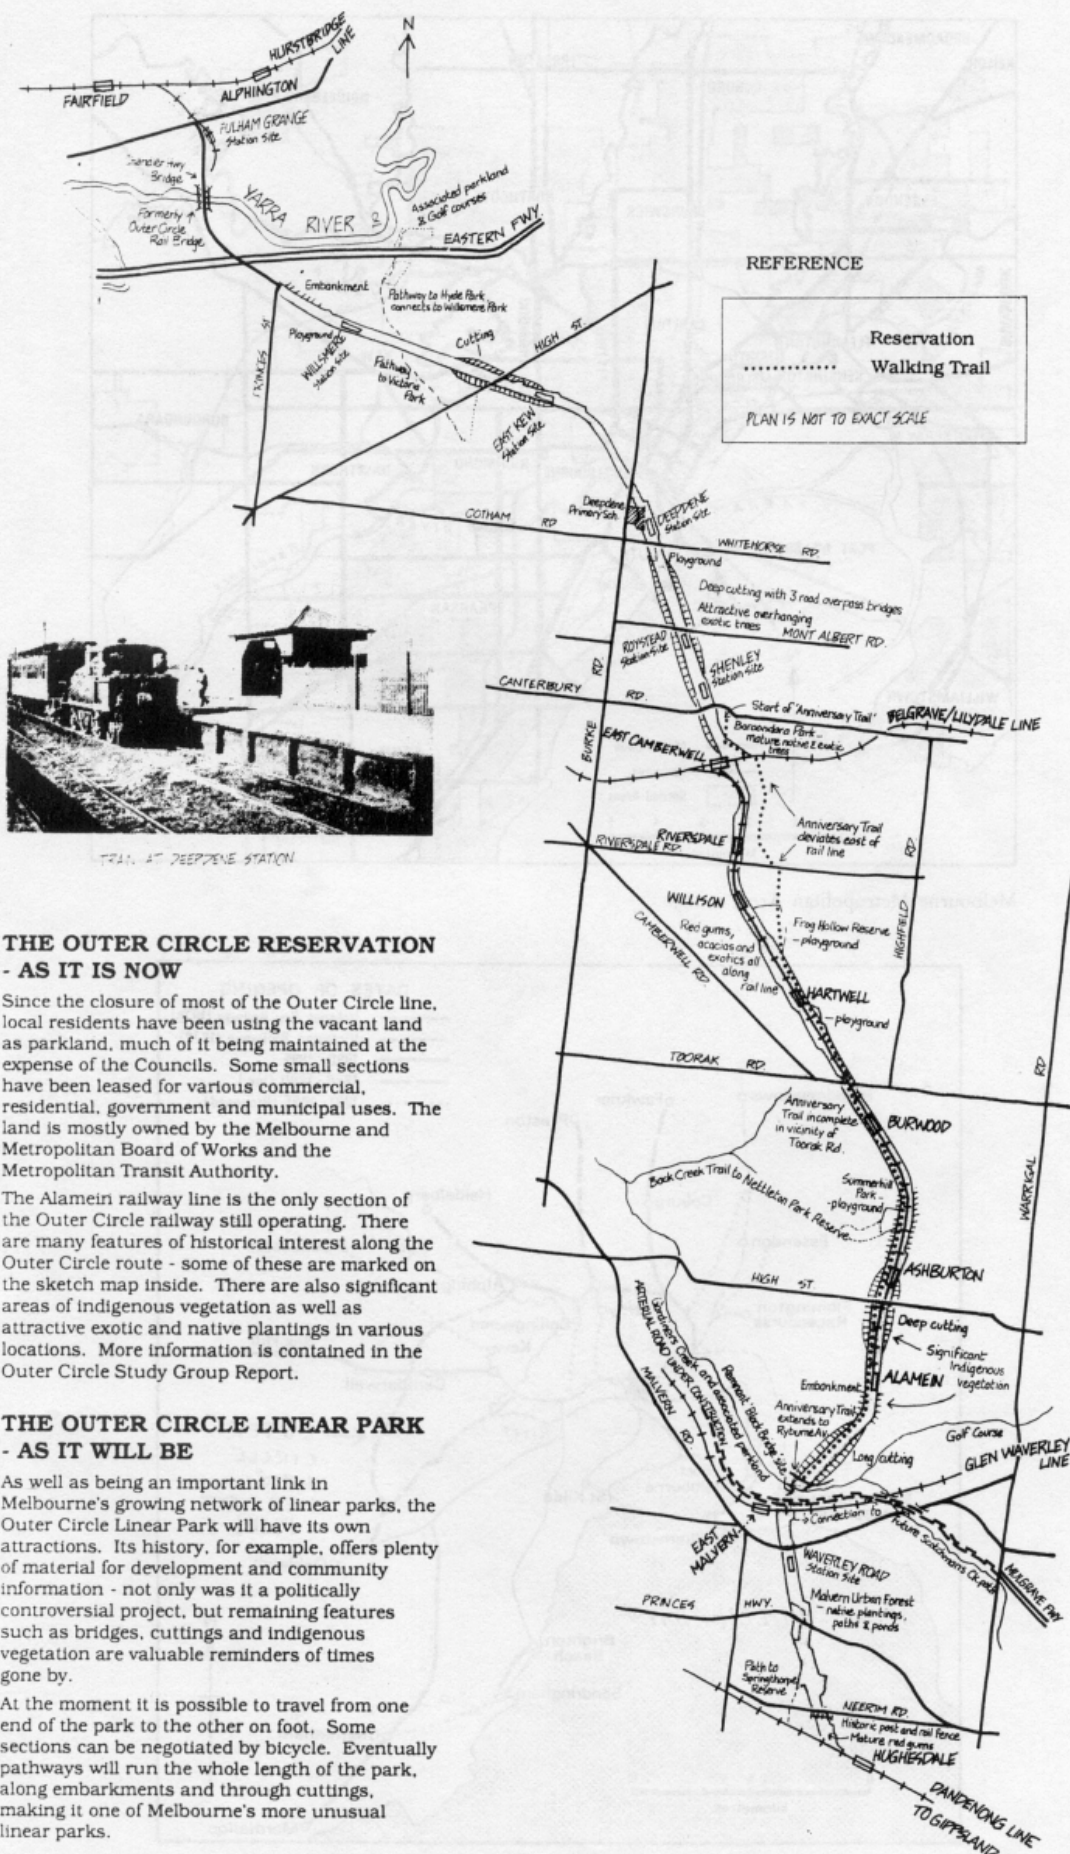 N
HURSTBRIDGE
LINE
FAIRFIELD
ALPHINGTON
FULHAM GRANGE
Station Site
Chandler Hwy
Bridge
Formerly
Outer Circle
Rail Bridge
YARRA
RIVER
Associated parkland
& Golf courses
EASTERN FWY.
Embankment
Pathway to Hyde Park
connects to Willsmere Park
Playground
WILLSMERE
Station Site
PRINCES ST
Cutting
HIGH ST.
Pathway
to Victoria
Park
EAST KEW
Station Site
REFERENCE
Reservation
Walking Trail
PLAN IS NOT TO EXACT SCALE
COTHAM RD
Deepdene
Primary Sch.
DEEPDENE
Station Site
WHITEHORSE RD.
Playground
Deep cutting with 3 road overpass bridges
Attractive overhanging
exotic trees
MONT ALBERT RD.
ROYSTEAD
Station Site
SHENLEY
Station Site
CANTERBURY RD.
BURKE RD.
Start of 'Anniversary Trail'
BELGRAVE/LILYDALE LINE
EAST CAMBERWELL
Boroondara Park -
mature native & exotic
trees
Anniversary Trail
deviates east of
rail line
RIVERSDALE
RIVERSDALE RD.
HIGHFIELD RD
WILLISON
CAMBERWELL RD.
Red gums,
acacias and
exotics all
along
rail line
Frog Hollow Reserve
- playground
HARTWELL
- playground
TOORAK RD
Anniversary
Trail incomplete
in vicinity of
Toorak Rd.
BURWOOD
WARRIGAL RD
Back Creek Trail to Nettleton Park Reserve
Summerhill
Park -
- playground
ASHBURTON
HIGH ST.
Deep cutting
Significant
Indigenous
vegetation
ALAMEIN
Embankment
Anniversary Trail
extends to
Ryburne Av.
Gardiners Creek and associated parkland
ARTERIAL ROAD UNDER CONSTRUCTION
MALVERN RD.
Remnant 'Black Bridge' site
Long cutting
Golf Course
GLEN WAVERLEY
LINE
Connection to
Future Scotchmans Ck path
EAST
MALVERN
WAVERLEY ROAD
Station Site
MULGRAVE FWY
PRINCES HWY.
Malvern Urban Forest
- native plantings,
paths & ponds
Path to
Springthorpe
Reserve
NEERIM RD.
Historic post and rail fence
Mature red gums
HUGHESDALE
DANDENONG LINE
TO GIPPSLAND
TRAIN AT DEEPDENE STATION
THE OUTER CIRCLE RESERVATION
- AS IT IS NOW
Since the closure of most of the Outer Circle line,
local residents have been using the vacant land
as parkland, much of it being maintained at the
expense of the Councils. Some small sections
have been leased for various commercial,
residential, government and municipal uses. The
land is mostly owned by the Melbourne and
Metropolitan Board of Works and the
Metropolitan Transit Authority.
The Alamein railway line is the only section of
the Outer Circle railway still operating. There
are many features of historical interest along the
Outer Circle route - some of these are marked on
the sketch map inside. There are also significant
areas of indigenous vegetation as well as
attractive exotic and native plantings in various
locations. More information is contained in the
Outer Circle Study Group Report.
THE OUTER CIRCLE LINEAR PARK
- AS IT WILL BE
As well as being an important link in
Melbourne's growing network of linear parks, the
Outer Circle Linear Park will have its own
attractions. Its history, for example, offers plenty
of material for development and community
information - not only was it a politically
controversial project, but remaining features
such as bridges, cuttings and indigenous
vegetation are valuable reminders of times
gone by.
At the moment it is possible to travel from one
end of the park to the other on foot. Some
sections can be negotiated by bicycle. Eventually
pathways will run the whole length of the park,
along embarkments and through cuttings,
making it one of Melbourne's more unusual
linear parks.